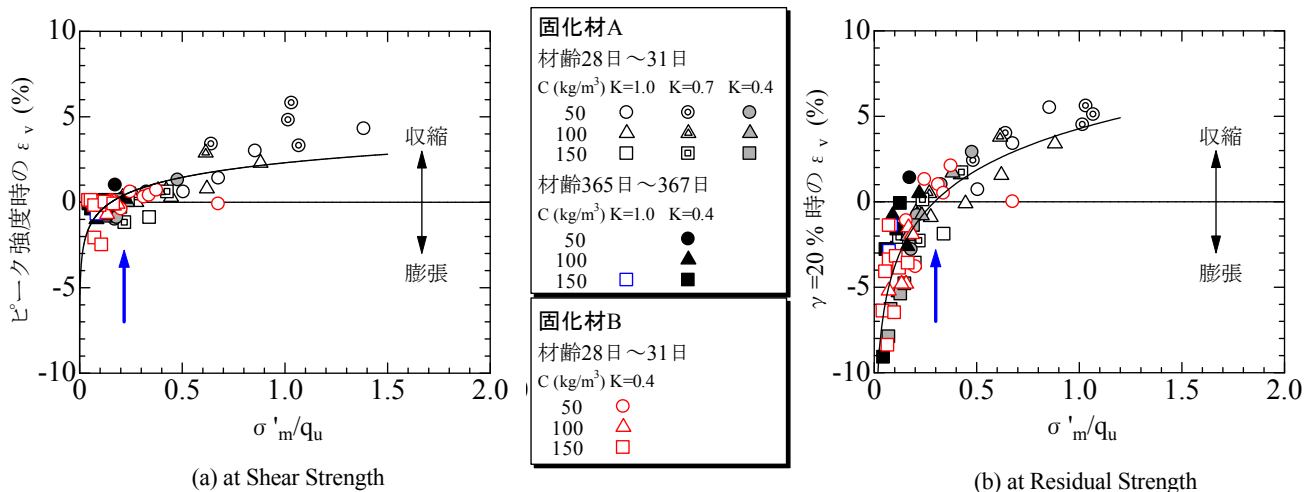 10
5
0
-5
-10
ピーク強度時の ε v (%)
収縮
膨張
0 0.5 1.0 1.5 2.0
σ 'm/qu
(a) at Shear Strength
固化材A
材齢28日～31日
C (kg/m3) K=1.0 K=0.7 K=0.4
50
100
150
材齢365日～367日
K=1.0 K=0.4
50
100
150
固化材B
材齢28日～31日
C (kg/m3) K=0.4
50
100
150
10
5
0
-5
-10
γ =20 % 時の ε v (%)
収縮
膨張
0 0.5 1.0 1.5 2.0
σ 'm/qu
(b) at Residual Strength